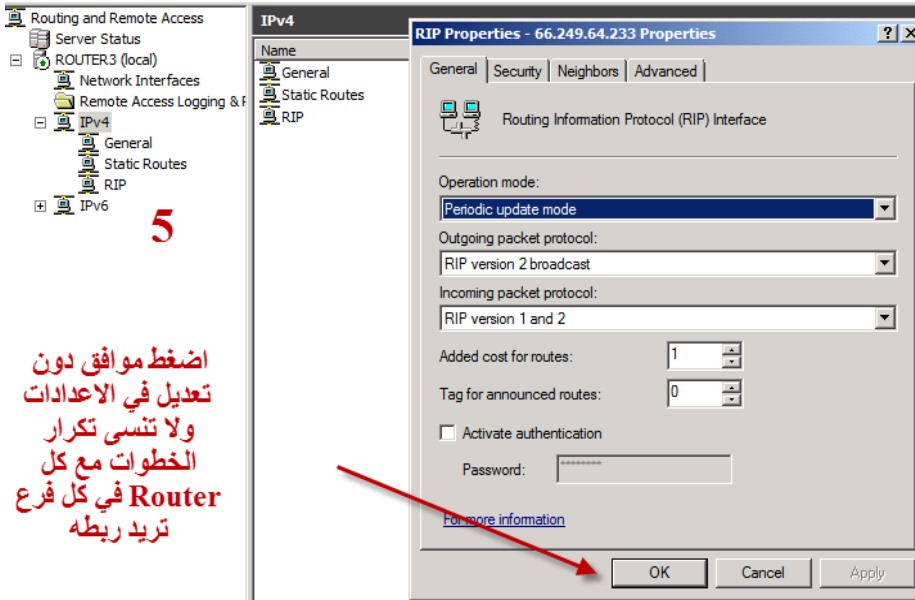 Routing and Remote Access
Server Status
ROUTER3 (local)
Network Interfaces
Remote Access Logging &
IPv4
General
Static Routes
RIP
IPv6
5
اضغط موافق دون
تعديل في الاعدادات
ولا تنسى تكرار
الخطوات مع كل
Router في كل فرع
تريد ربطه
IPv4
Name
General
Static Routes
RIP
RIP Properties - 66.249.64.233 Properties
General Security Neighbors Advanced
Routing Information Protocol (RIP) Interface
Operation mode:
Periodic update mode
Outgoing packet protocol:
RIP version 2 broadcast
Incoming packet protocol:
RIP version 1 and 2
Added cost for routes: 1
Tag for announced routes: 0
Activate authentication
Password: ********
For more information
OK Cancel Apply